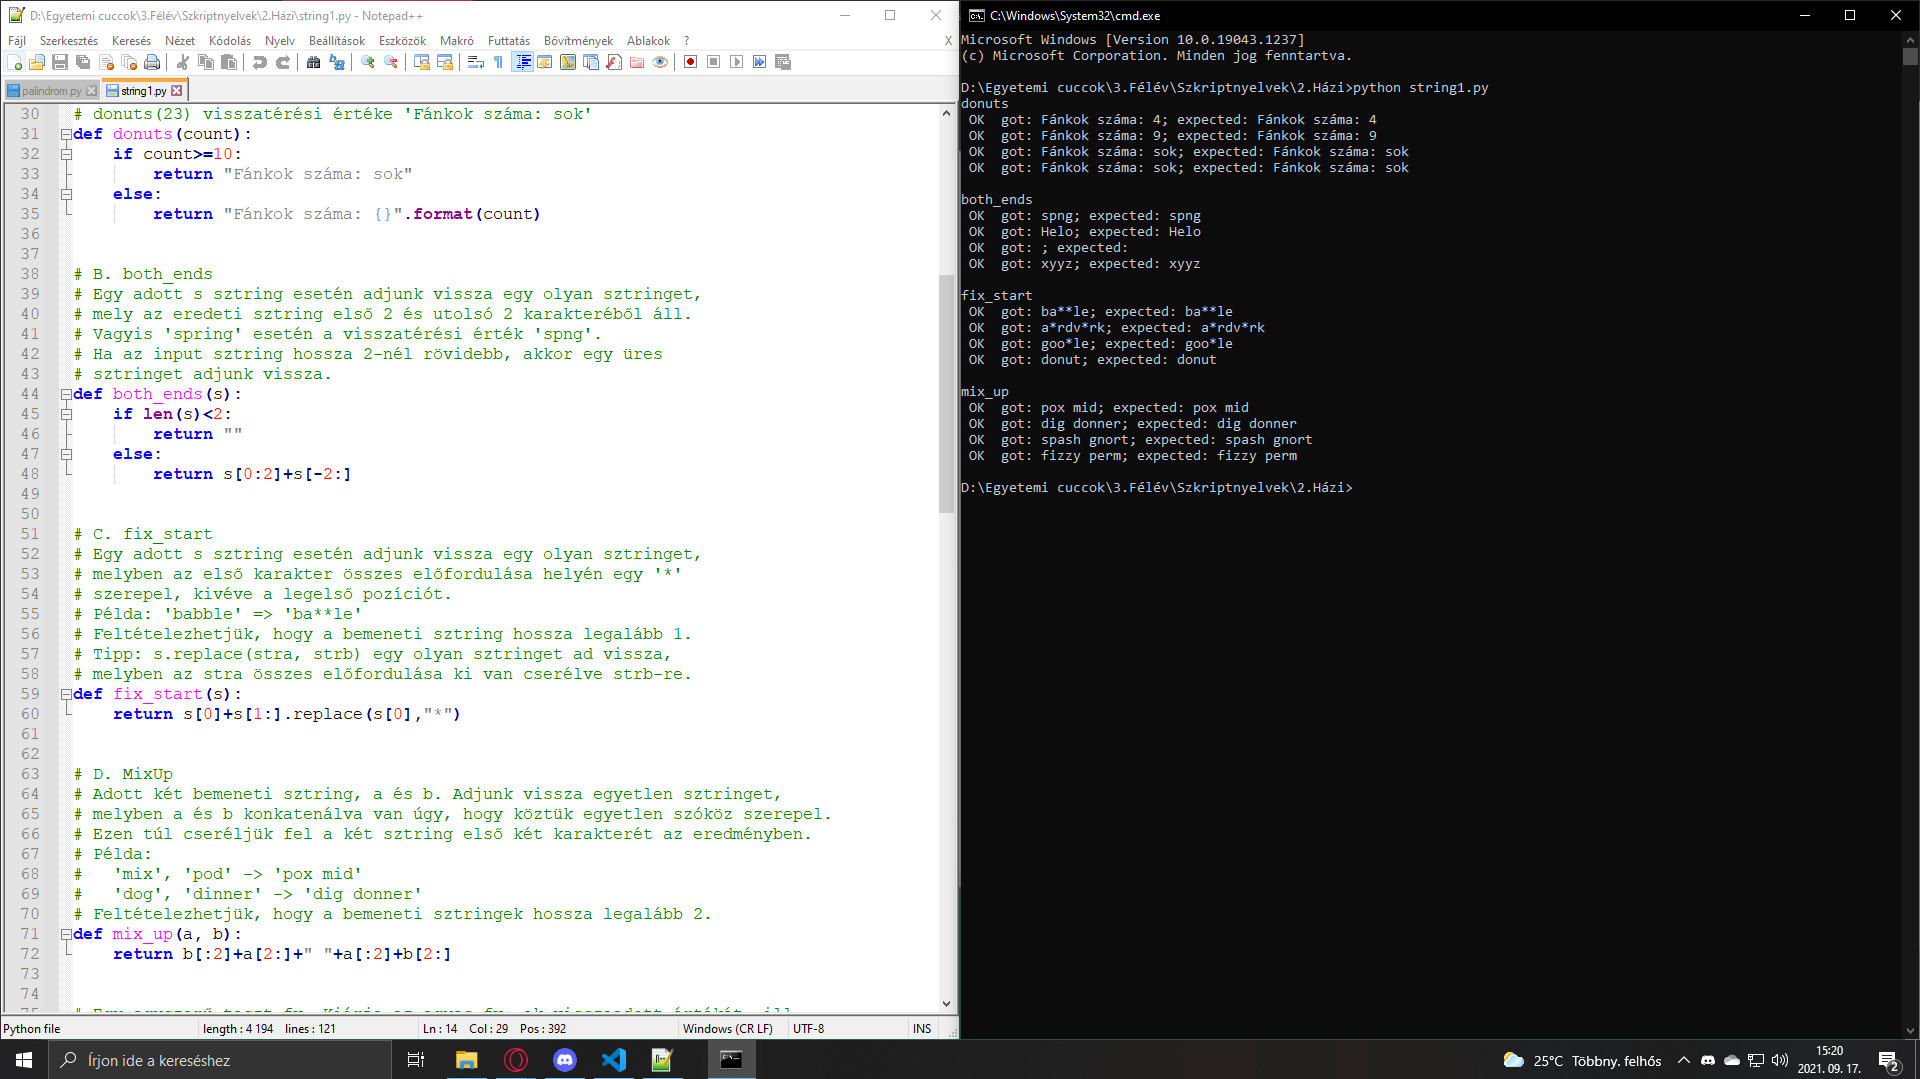 D:\Egyetemi cuccok\3.Félév\Szkriptnyelvek\2.Házi\string1.py - Notepad++
Fájl Szerkesztés Keresés Nézet Kódolás Nyelv Beállítások Eszközök Makró Futtatás Bővítmények Ablakok ? X
palindrom.py string1.py
30 # donuts(23) visszatérési értéke 'Fánkok száma: sok'
31 def donuts(count):
32     if count>=10:
33         return "Fánkok száma: sok"
34     else:
35         return "Fánkok száma: {}".format(count)
36
37
38 # B. both_ends
39 # Egy adott s sztring esetén adjunk vissza egy olyan sztringet,
40 # mely az eredeti sztring első 2 és utolsó 2 karakteréből áll.
41 # Vagyis 'spring' esetén a visszatérési érték 'spng'.
42 # Ha az input sztring hossza 2-nél rövidebb, akkor egy üres
43 # sztringet adjunk vissza.
44 def both_ends(s):
45     if len(s)<2:
46         return ""
47     else:
48         return s[0:2]+s[-2:]
49
50
51 # C. fix_start
52 # Egy adott s sztring esetén adjunk vissza egy olyan sztringet,
53 # melyben az első karakter összes előfordulása helyén egy '*'
54 # szerepel, kivéve a legelső pozíciót.
55 # Példa: 'babble' => 'ba**le'
56 # Feltételezhetjük, hogy a bemeneti sztring hossza legalább 1.
57 # Tipp: s.replace(stra, strb) egy olyan sztringet ad vissza,
58 # melyben az stra összes előfordulása ki van cserélve strb-re.
59 def fix_start(s):
60     return s[0]+s[1:].replace(s[0],"*")
61
62
63 # D. MixUp
64 # Adott két bemeneti sztring, a és b. Adjunk vissza egyetlen sztringet,
65 # melyben a és b konkatenálva van úgy, hogy köztük egyetlen szóköz szerepel.
66 # Ezen túl cseréljük fel a két sztring első két karakterét az eredményben.
67 # Példa:
68 #   'mix', 'pod' -> 'pox mid'
69 #   'dog', 'dinner' -> 'dig donner'
70 # Feltételezhetjük, hogy a bemeneti sztringek hossza legalább 2.
71 def mix_up(a, b):
72     return b[:2]+a[2:]+" "+a[:2]+b[2:]
73
74
Python file length : 4 194 lines : 121 Ln : 14 Col : 29 Pos : 392 Windows (CR LF) UTF-8 INS
C:\Windows\System32\cmd.exe
Microsoft Windows [Version 10.0.19043.1237]
(c) Microsoft Corporation. Minden jog fenntartva.
D:\Egyetemi cuccok\3.Félév\Szkriptnyelvek\2.Házi>python string1.py
donuts
OK  got: Fánkok száma: 4; expected: Fánkok száma: 4
OK  got: Fánkok száma: 9; expected: Fánkok száma: 9
OK  got: Fánkok száma: sok; expected: Fánkok száma: sok
OK  got: Fánkok száma: sok; expected: Fánkok száma: sok
both_ends
OK  got: spng; expected: spng
OK  got: Helo; expected: Helo
OK  got: ; expected:
OK  got: xyyz; expected: xyyz
fix_start
OK  got: ba**le; expected: ba**le
OK  got: a*rdv*rk; expected: a*rdv*rk
OK  got: goo*le; expected: goo*le
OK  got: donut; expected: donut
mix_up
OK  got: pox mid; expected: pox mid
OK  got: dig donner; expected: dig donner
OK  got: spash gnort; expected: spash gnort
OK  got: fizzy perm; expected: fizzy perm
D:\Egyetemi cuccok\3.Félév\Szkriptnyelvek\2.Házi>
Írjon ide a kereséshez
25°C Többny. felhős
15:20
2021. 09. 17.
2